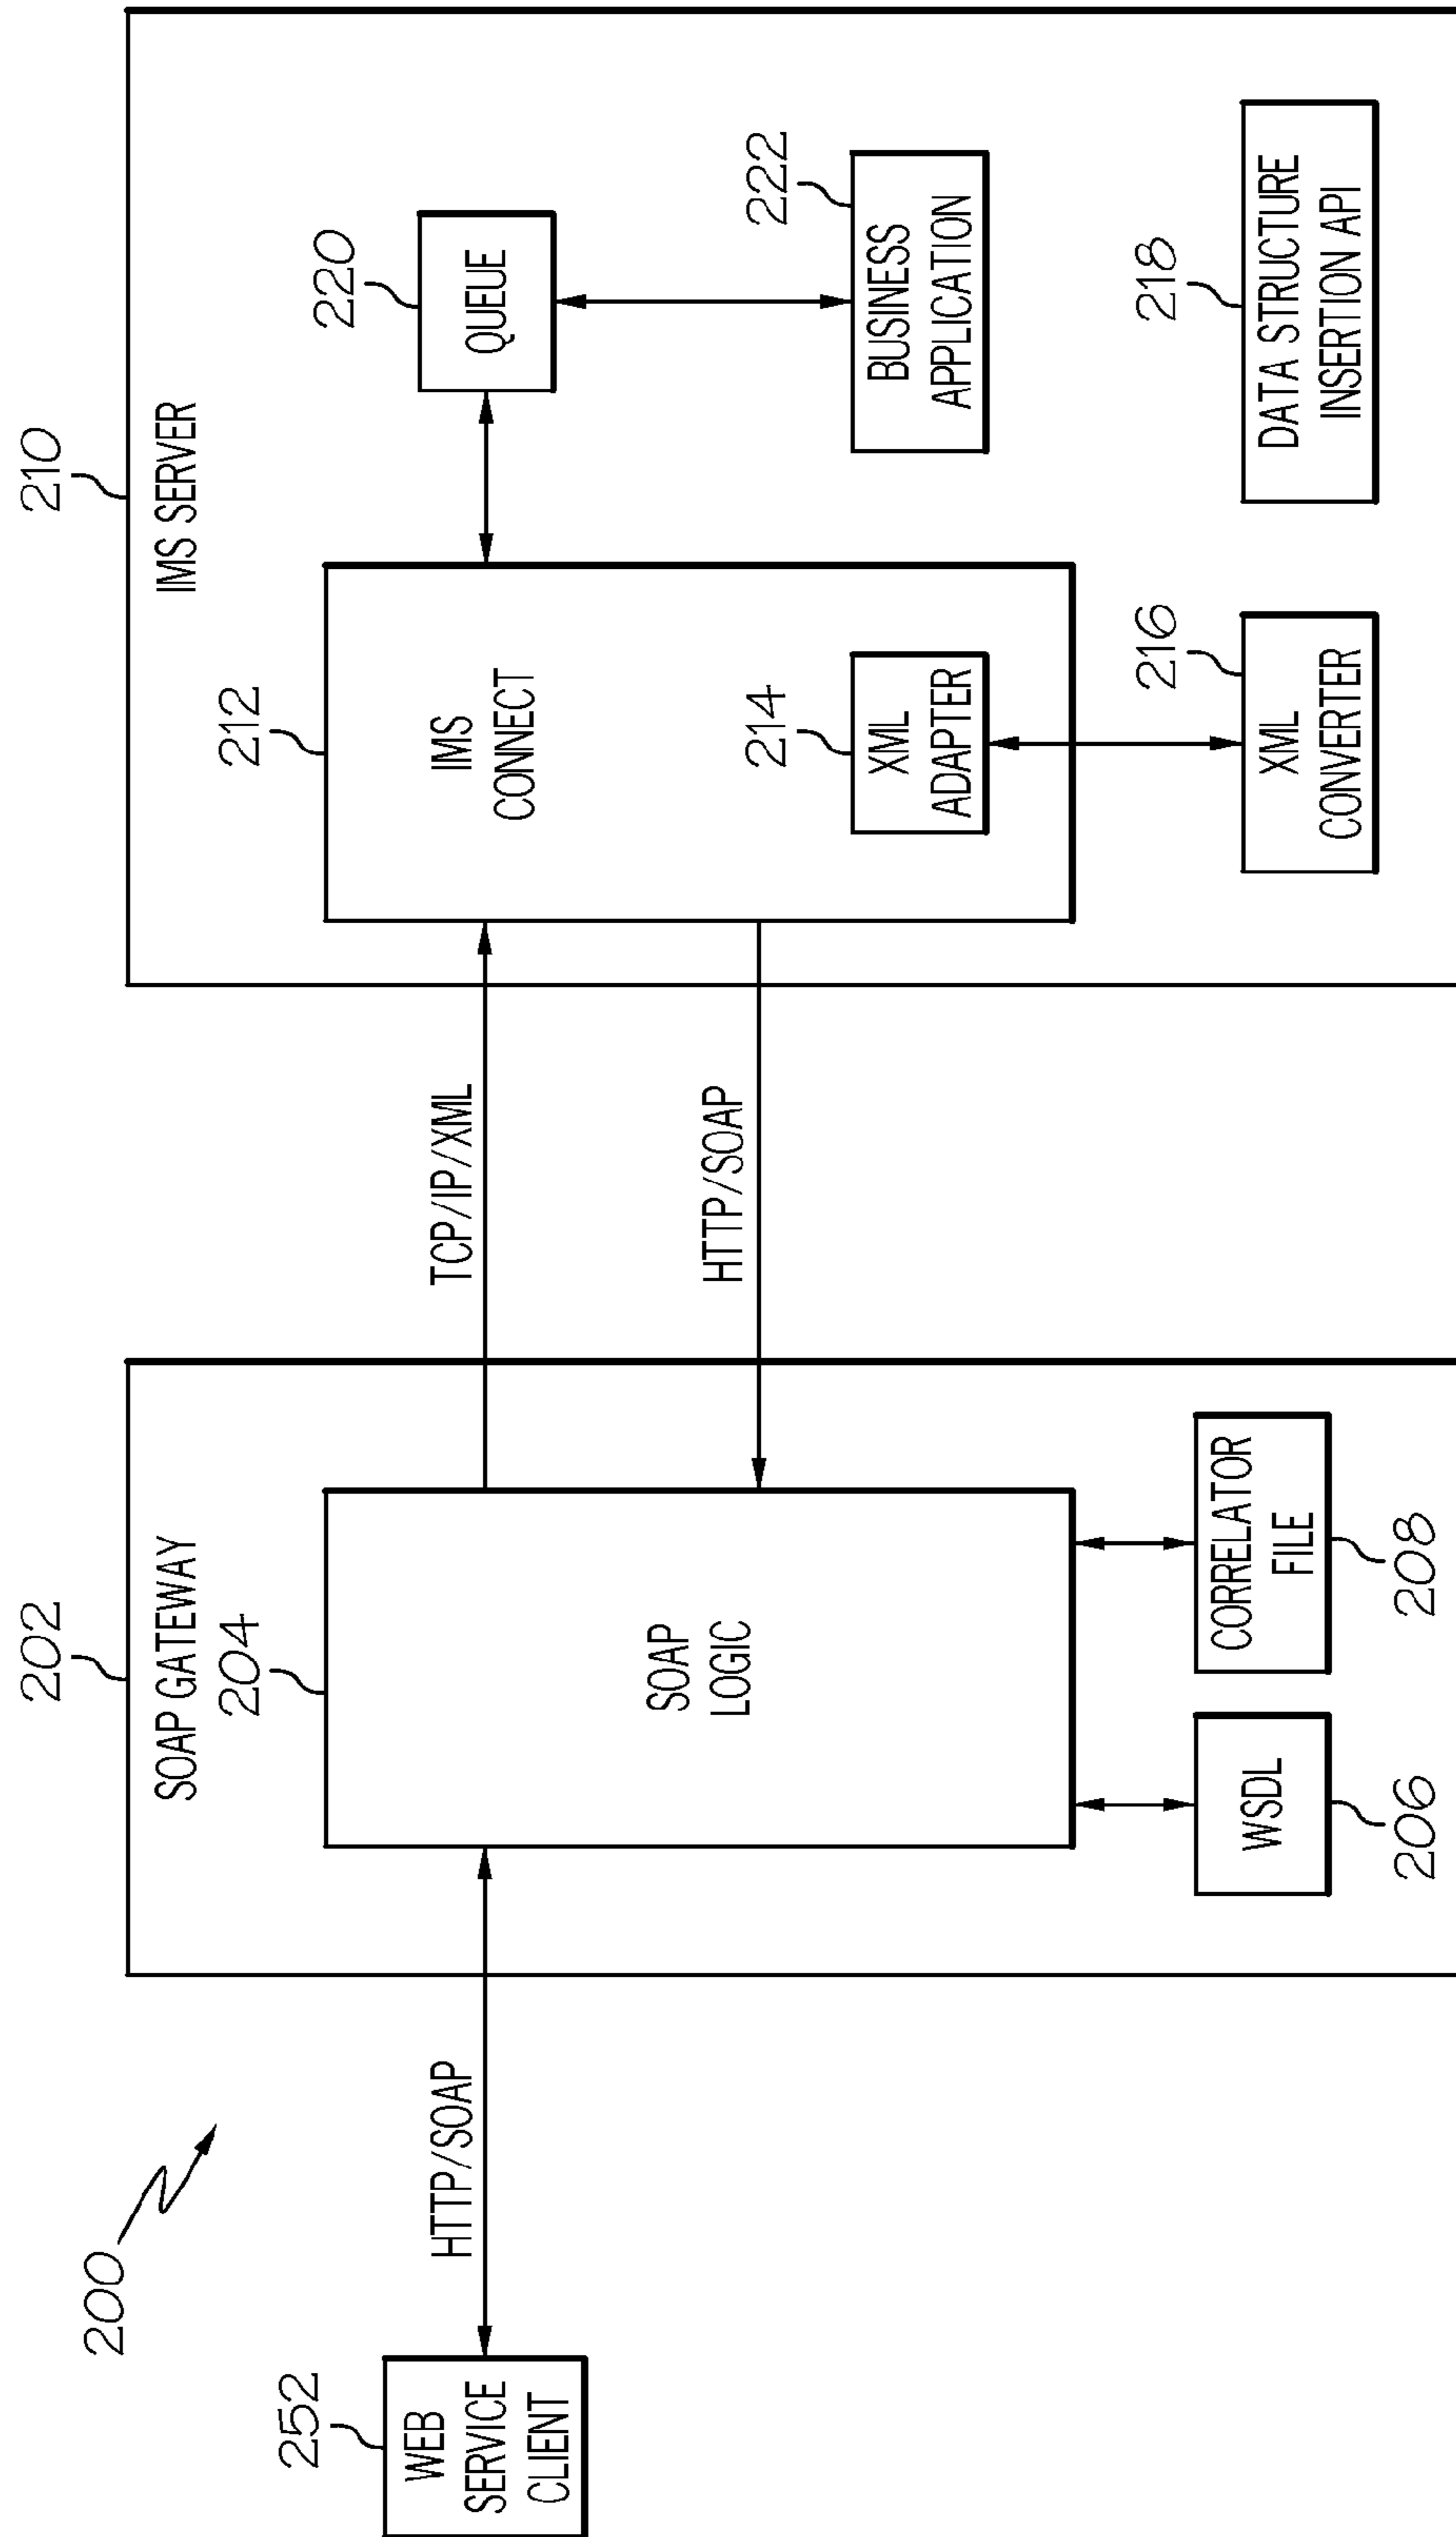 200
252
WEB
SERVICE
CLIENT
HTTP/SOAP
202
SOAP GATEWAY
204
SOAP
LOGIC
WSDL
206
CORRELATOR
FILE
208
TCP/IP/XML
HTTP/SOAP
210
IMS SERVER
212
IMS
CONNECT
214
XML
ADAPTER
216
XML
CONVERTER
220
QUEUE
222
BUSINESS
APPLICATION
218
DATA STRUCTURE
INSERTION API